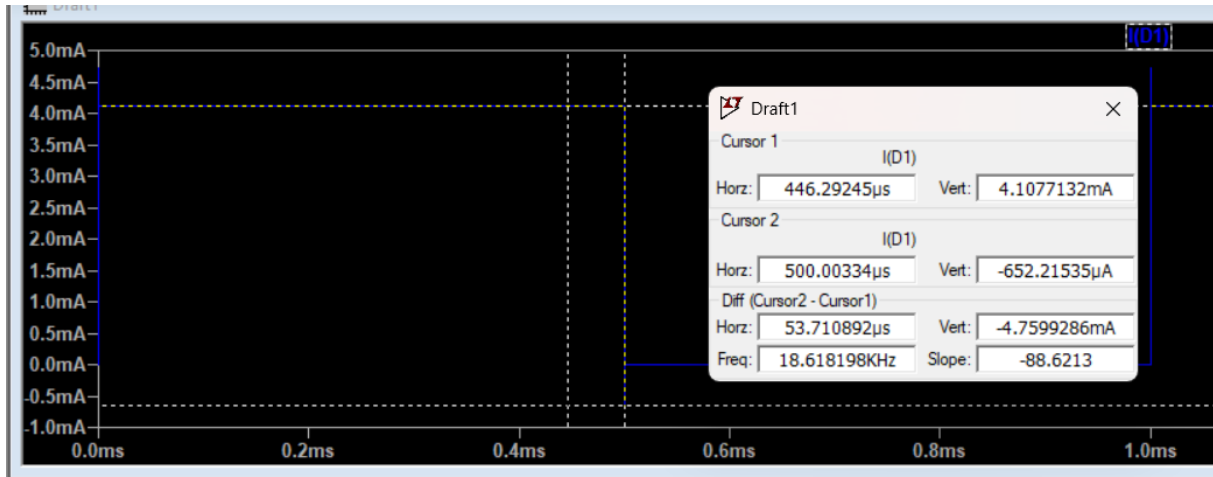 Draft1
I(D1)
5.0mA
4.5mA
4.0mA
3.5mA
3.0mA
2.5mA
2.0mA
1.5mA
1.0mA
0.5mA
0.0mA
-0.5mA
-1.0mA
0.0ms 0.2ms 0.4ms 0.6ms 0.8ms 1.0ms
Draft1
Cursor 1
I(D1)
Horz: 446.29245µs Vert: 4.1077132mA
Cursor 2
I(D1)
Horz: 500.00334µs Vert: -652.21535µA
Diff (Cursor2 - Cursor1)
Horz: 53.710892µs Vert: -4.7599286mA
Freq: 18.618198KHz Slope: -88.6213